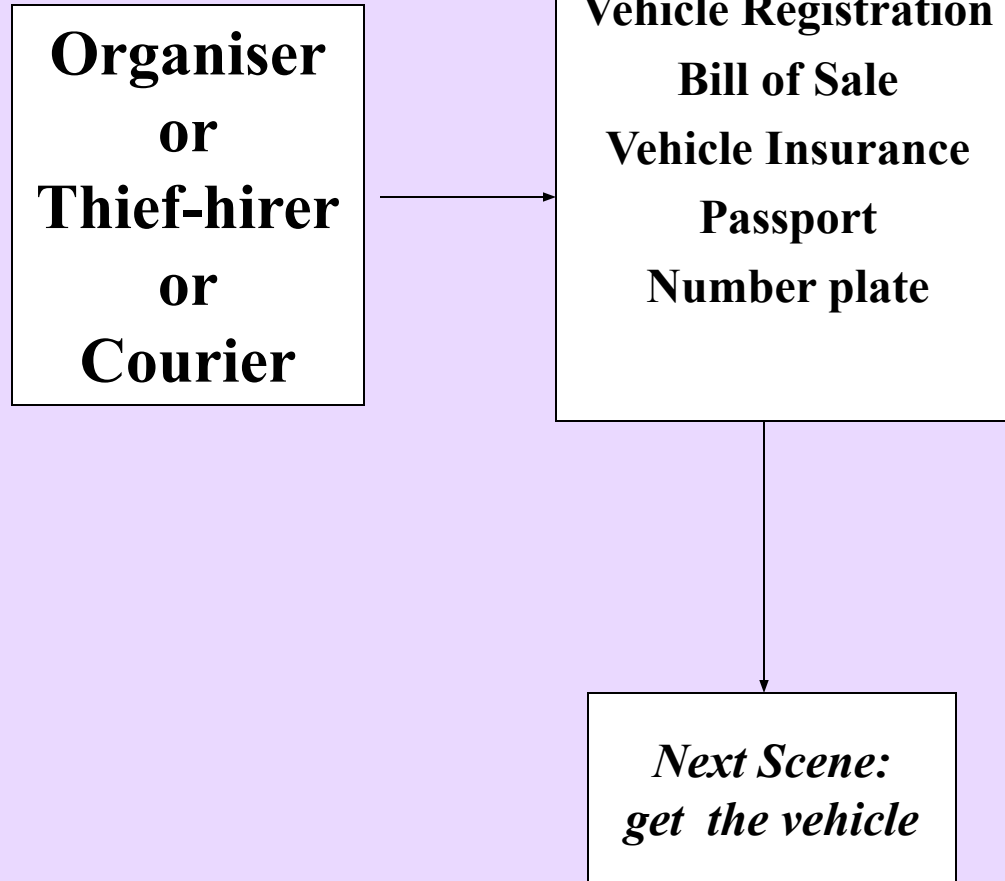 Organiser
or
Thief-hirer
or
Courier
Vehicle Registration
Bill of Sale
Vehicle Insurance
Passport
Number plate
Next Scene:
get the vehicle